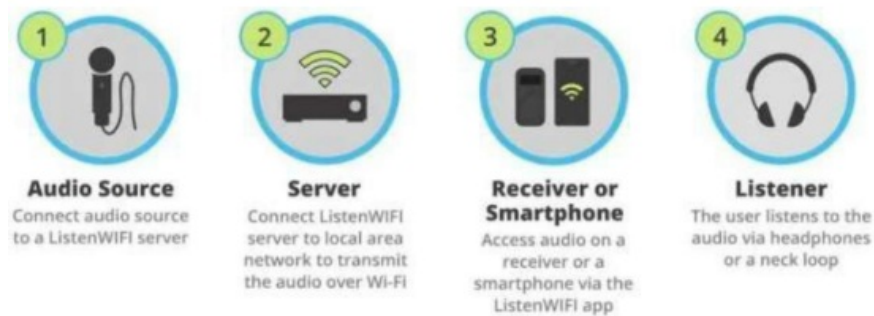 1
Audio Source
Connect audio source
to a ListenWIFI server
2
Server
Connect ListenWIFI
server to local area
network to transmit
the audio over Wi-Fi
3
Receiver or
Smartphone
Access audio on a
receiver or a
smartphone via the
ListenWIFI app
4
Listener
The user listens to the
audio via headphones
or a neck loop